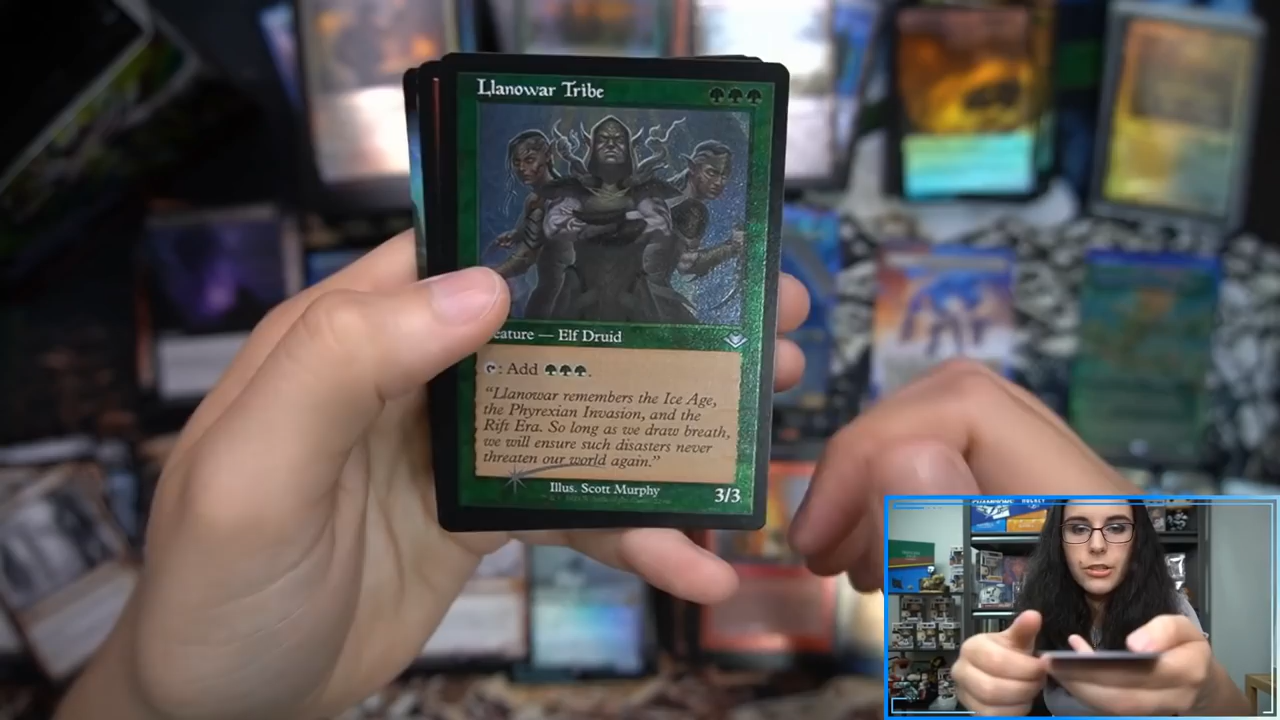 Llanowar Tribe
eature — Elf Druid
: Add
“Llanowar remembers the Ice Age,
the Phyrexian Invasion, and the
Rift Era. So long as we draw breath,
we will ensure such disasters never
threaten our world again.”
Illus. Scott Murphy
3/3